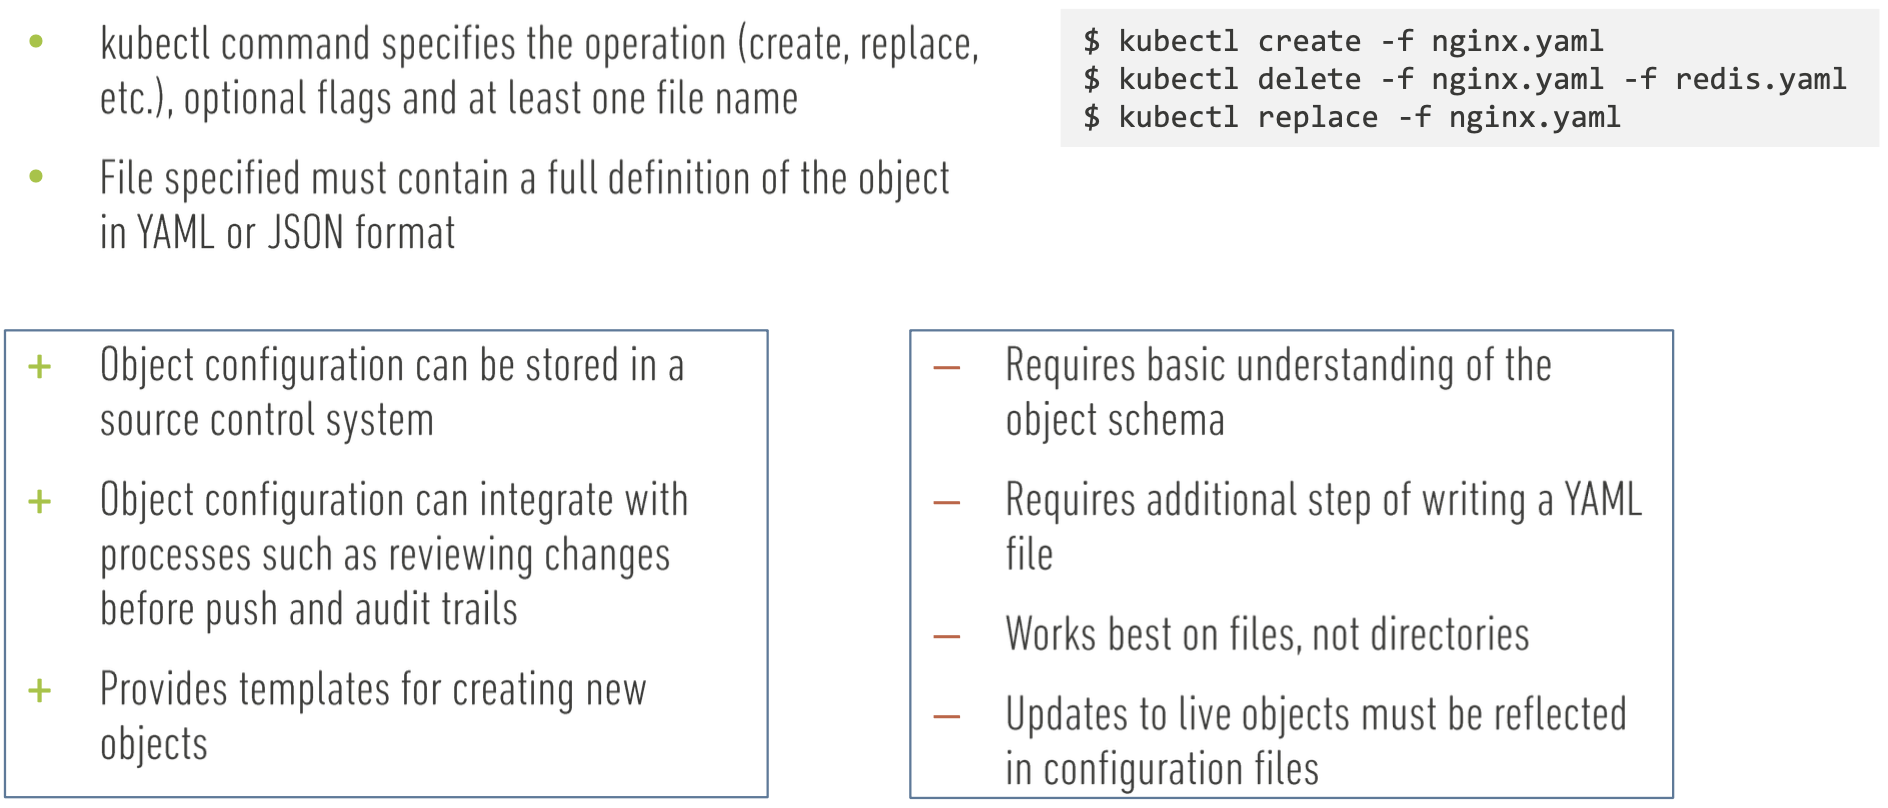 • kubectl command specifies the operation (create, replace,
etc.), optional flags and at least one file name
• File specified must contain a full definition of the object
in YAML or JSON format
$ kubectl create -f nginx.yaml
$ kubectl delete -f nginx.yaml -f redis.yaml
$ kubectl replace -f nginx.yaml
+ Object configuration can be stored in a
source control system
+ Object configuration can integrate with
processes such as reviewing changes
before push and audit trails
+ Provides templates for creating new
objects
— Requires basic understanding of the
object schema
— Requires additional step of writing a YAML
file
— Works best on files, not directories
— Updates to live objects must be reflected
in configuration files